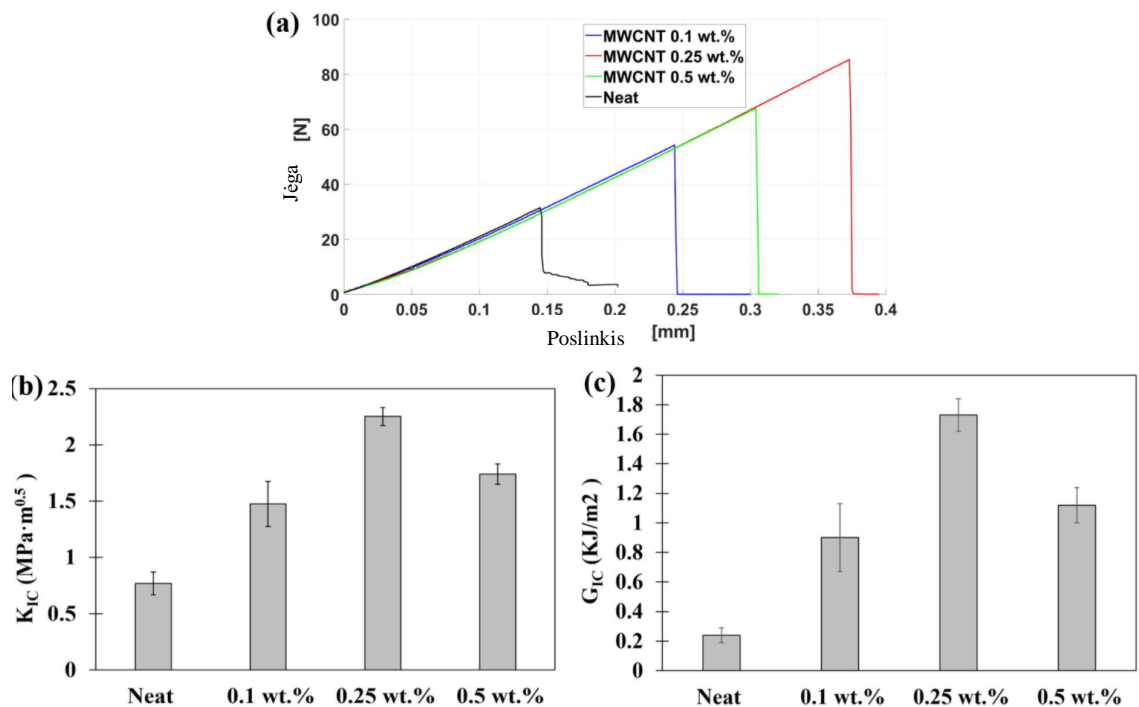 (a)
100
80
60
40
20
0
Jėga [N]
MWCNT 0.1 wt.%
MWCNT 0.25 wt.%
MWCNT 0.5 wt.%
Neat
0 0.05 0.1 0.15 0.2 0.25 0.3 0.35 0.4
Poslinkis [mm]
(b)
2.5
2
1.5
1
0.5
0
K_IC (MPa·m^0.5)
Neat 0.1 wt.% 0.25 wt.% 0.5 wt.%
(c)
2
1.8
1.6
1.4
1.2
1
0.8
0.6
0.4
0.2
0
G_IC (KJ/m2)
Neat 0.1 wt.% 0.25 wt.% 0.5 wt.%